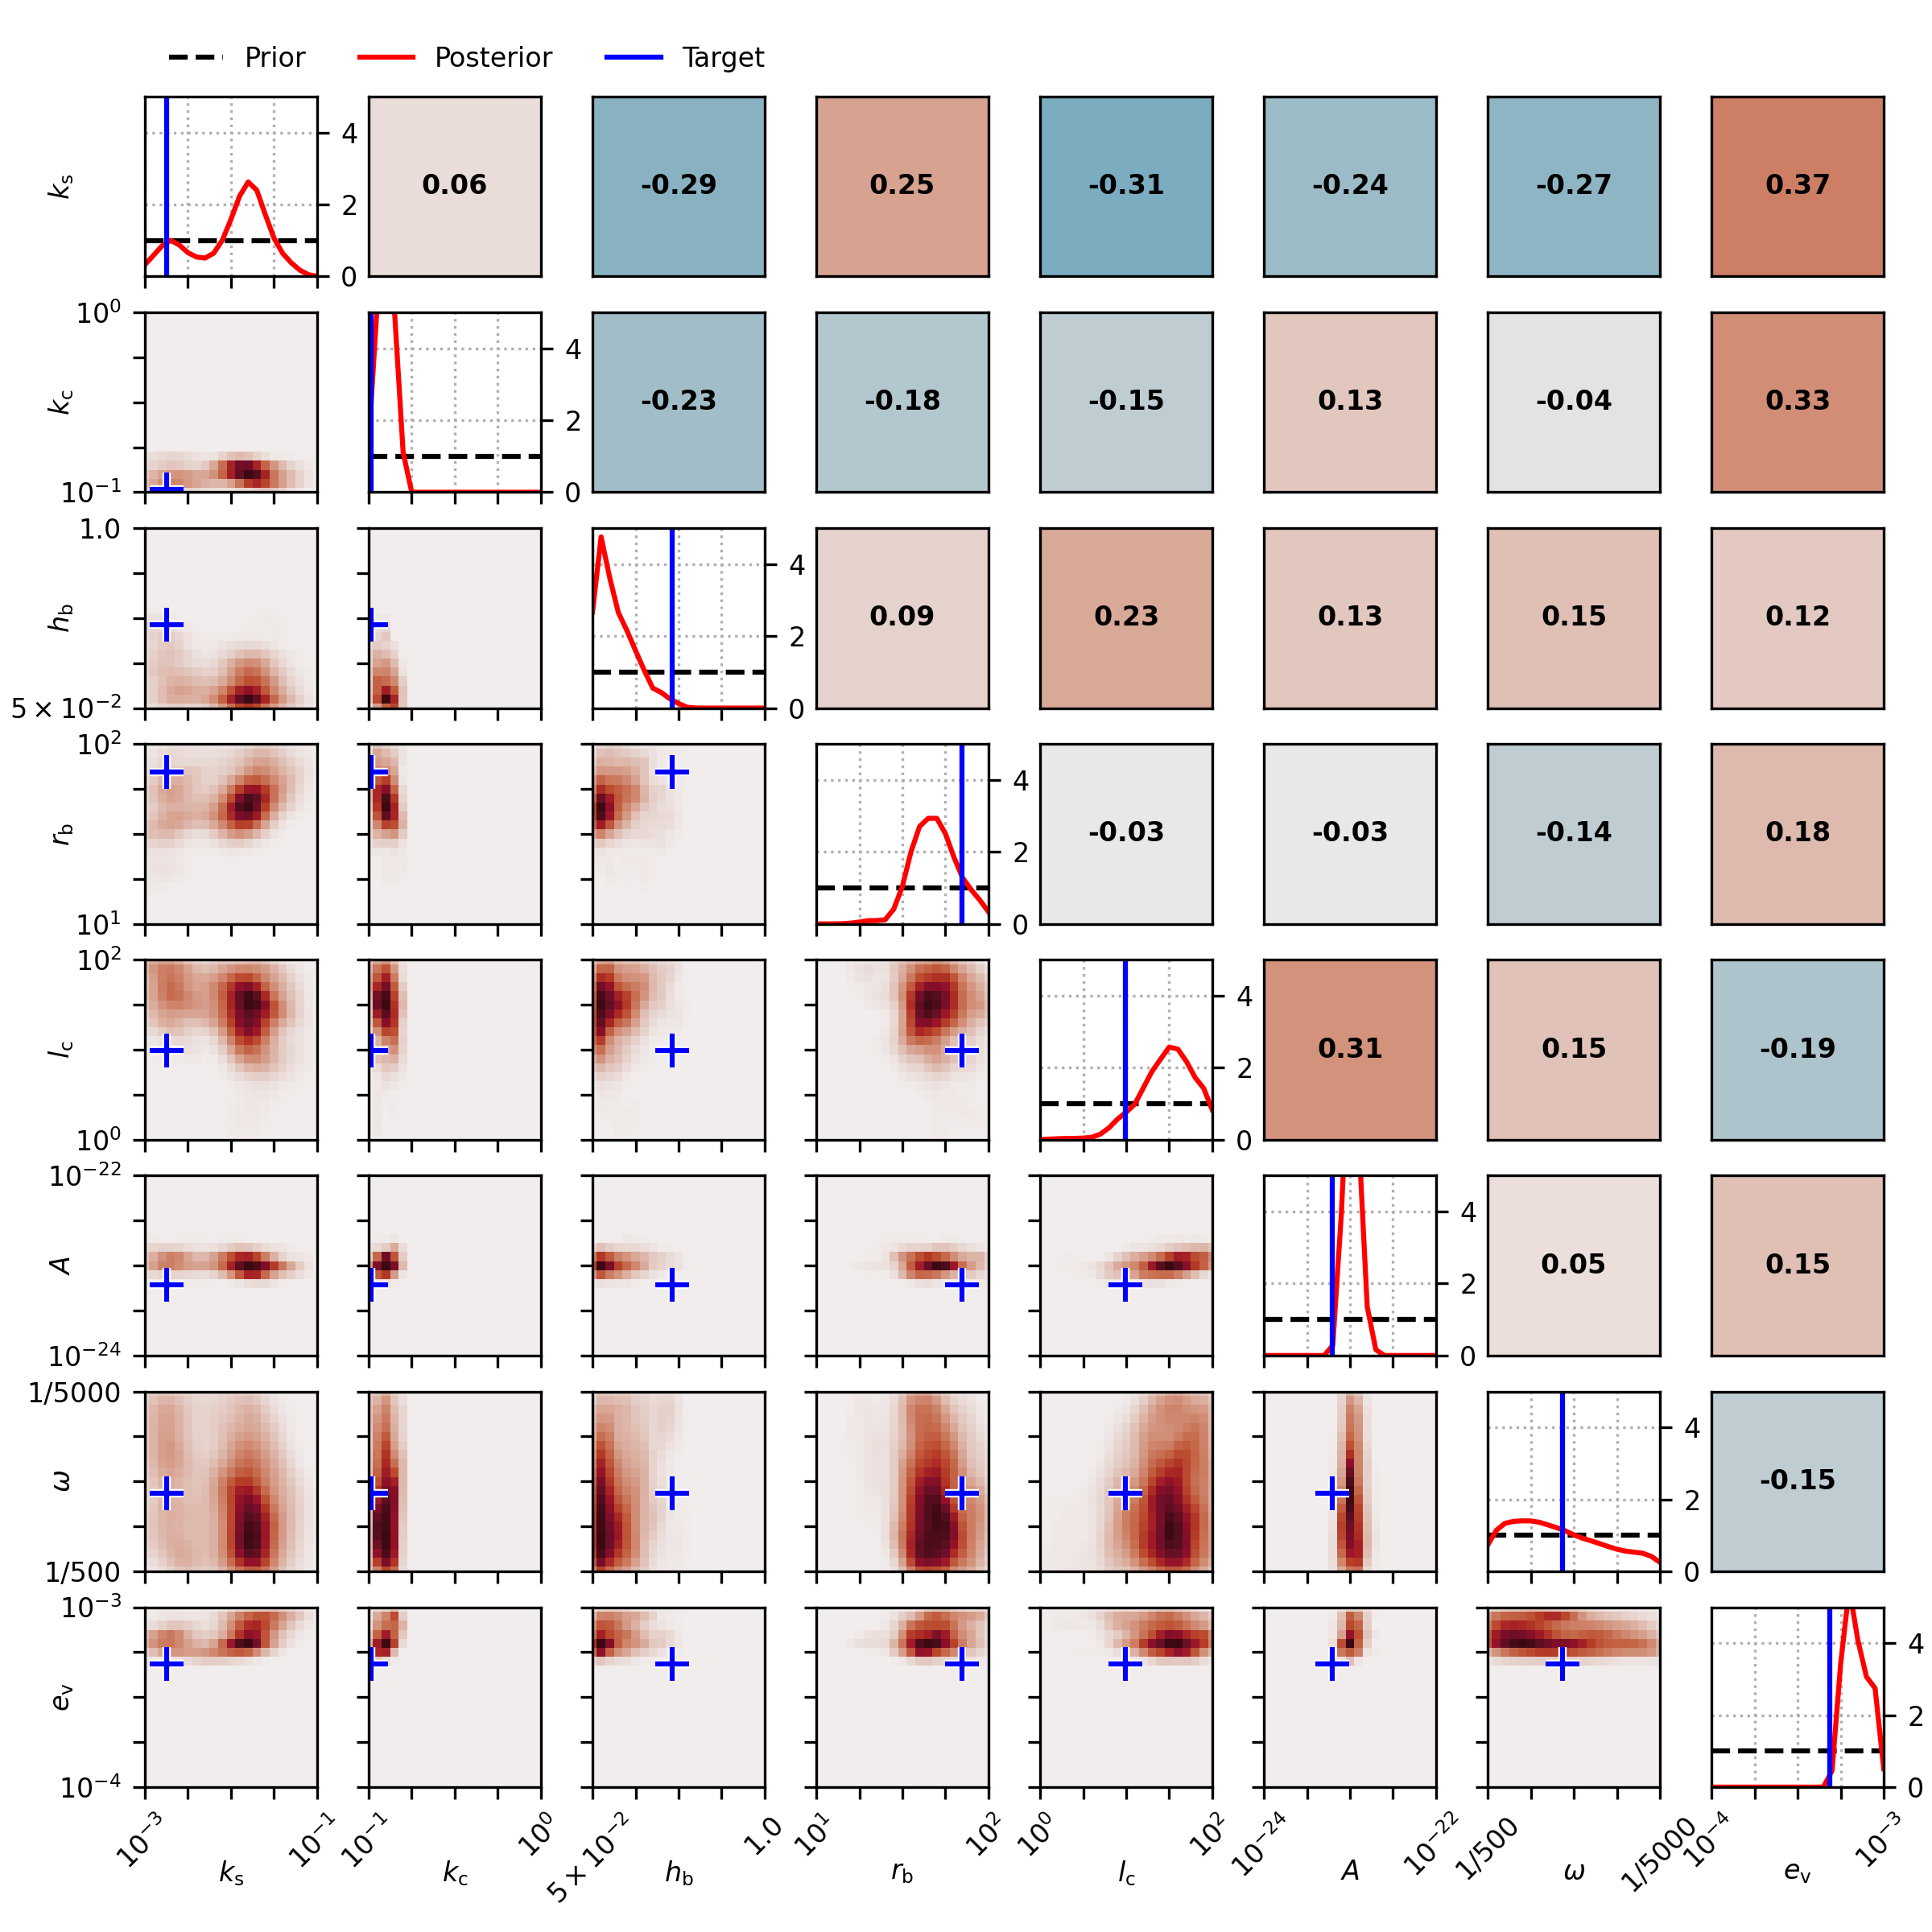 Prior Posterior Target
k_s 4 2 0 0.06 -0.29 0.25 -0.31 -0.24 -0.27 0.37
10^0 k_c 10^-1 4 2 0 -0.23 -0.18 -0.15 0.13 -0.04 0.33
1.0 h_b 5 × 10^-2 4 2 0 0.09 0.23 0.13 0.15 0.12
10^2 r_b 10^1 4 2 0 -0.03 -0.03 -0.14 0.18
10^2 l_c 10^0 4 2 0 0.31 0.15 -0.19
10^-22 A 10^-24 4 2 0 0.05 0.15
1/5000 ω 1/500 4 2 0 -0.15
10^-3 e_v 10^-4 4 2 0
10^-3 10^-1 10^-1 10^0 5 × 10^-2 1.0 10^1 10^2 10^0 10^2 10^-24 10^-22 1/500 1/5000 10^-4 10^-3
k_s k_c h_b r_b l_c A ω e_v